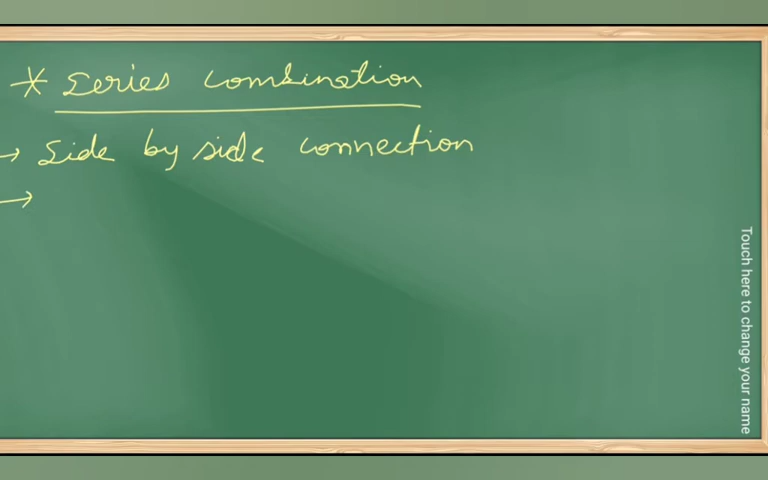 * Series combination
→ Side by side connection
→
Touch here to change your name